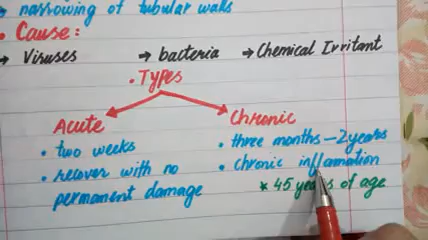 → narrowing of tubular walls
• Cause:
→ Viruses → bacteria → Chemical Irritant
• Types
Acute Chronic
• two weeks • three months – 2 years
• recover with no • chronic inflamation
permanent damage * 45 years of age